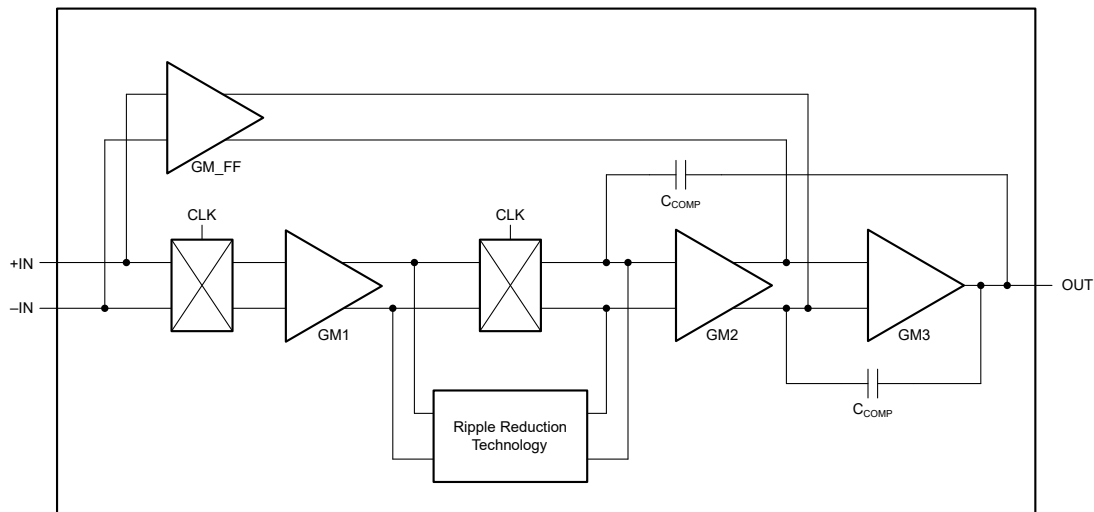 GM_FF
CLK
CLK
C_COMP
+IN
–IN
GM1
GM2
GM3
OUT
Ripple Reduction
Technology
C_COMP